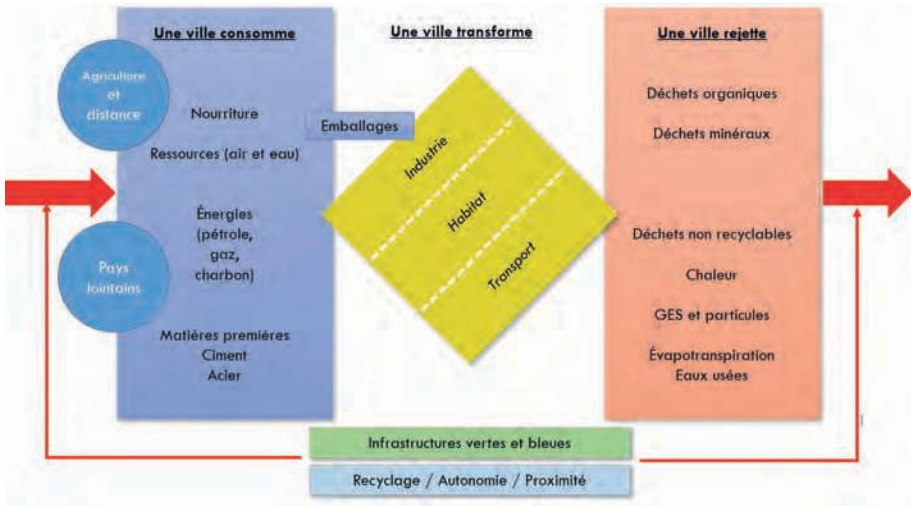 Une ville consomme
Une ville transforme
Une ville rejette
Agriculture
et
distance
Nourriture
Ressources (air et eau)
Énergies
(pétrole,
gaz,
charbon)
Pays
lointains
Matières premières
Ciment
Acier
Emballages
Industrie
Habitat
Transport
Déchets organiques
Déchets minéraux
Déchets non recyclables
Chaleur
GES et particules
Évapotranspiration
Eaux usées
Infrastructures vertes et bleues
Recyclage / Autonomie / Proximité